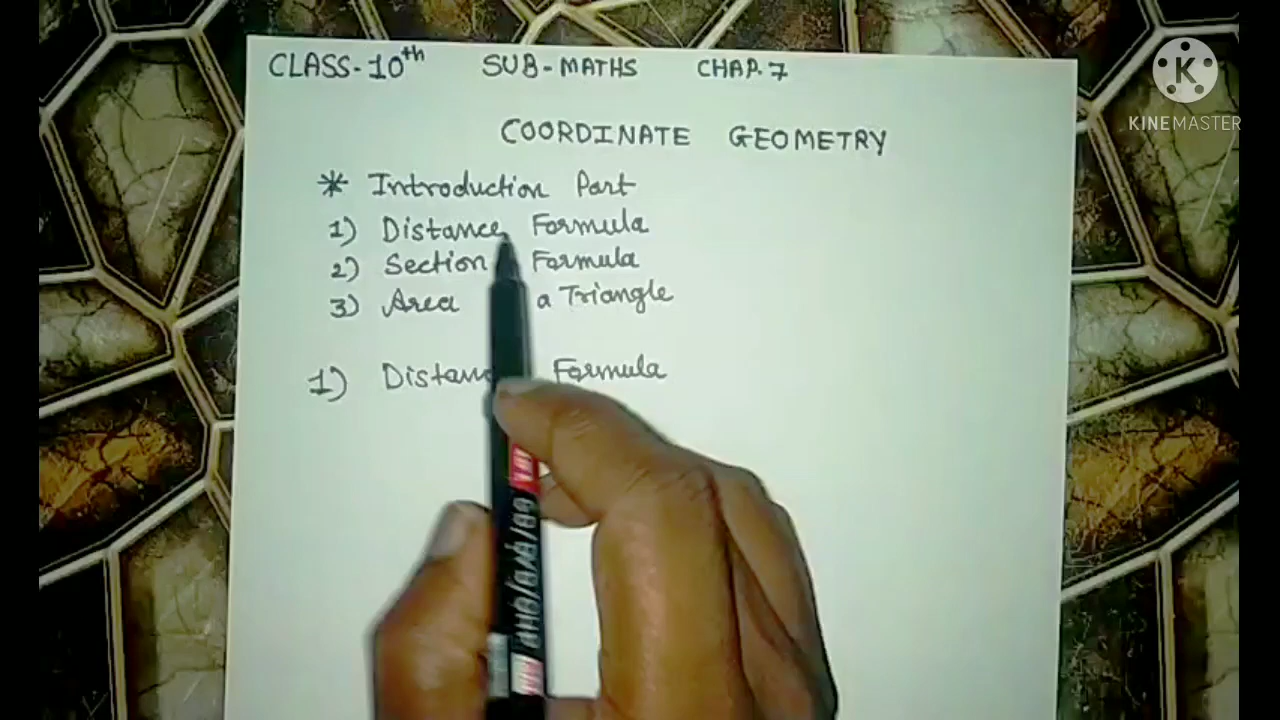 CLASS-10th SUB-MATHS CHAP.7
K
KINEMASTER
COORDINATE GEOMETRY
* Introduction Part
1) Distance Formula
2) Section Formula
3) Area a Triangle
1) Distanc Formula